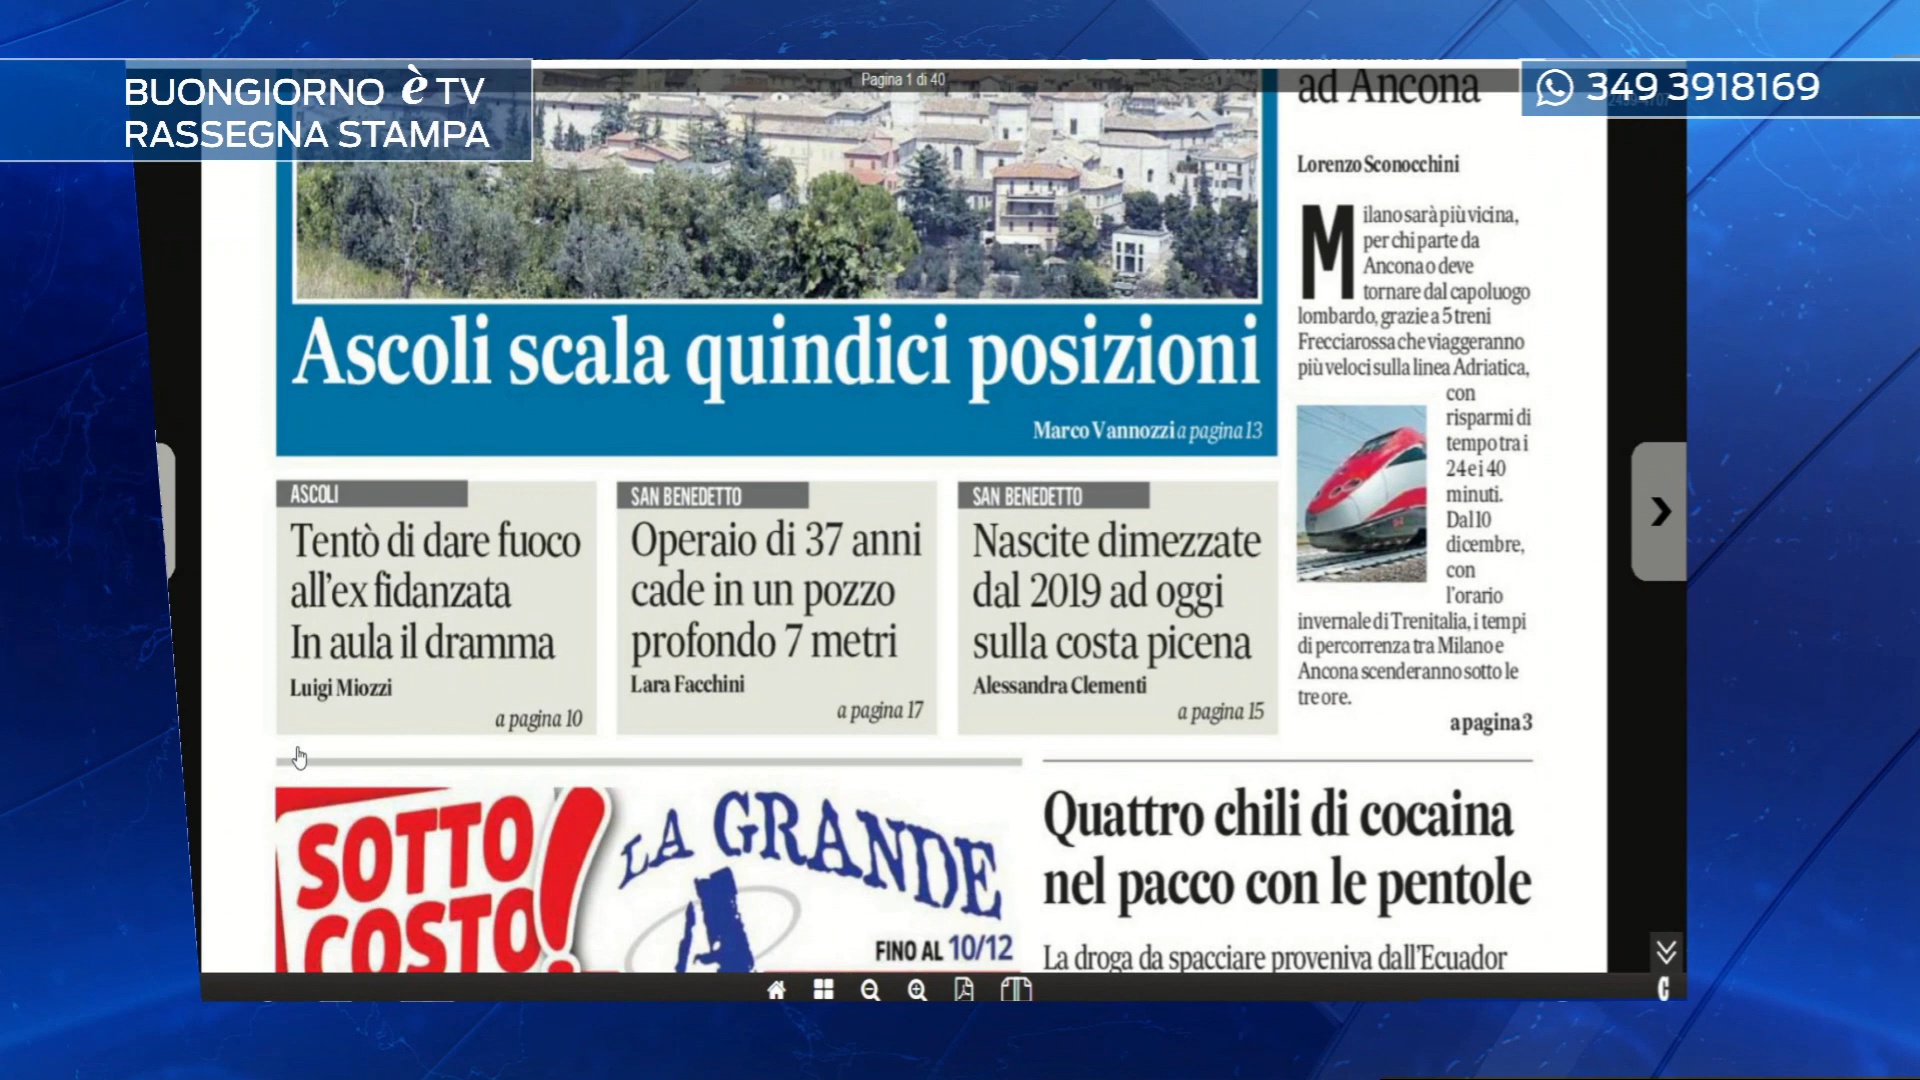 BUONGIORNO è TV
RASSEGNA STAMPA
Pagina 1 di 40
349 3918169
Ascoli scala quindici posizioni
Marco Vannozzi a pagina 13
ASCOLI
Tentò di dare fuoco
all'ex fidanzata
In aula il dramma
Luigi Miozzi
a pagina 10
SAN BENEDETTO
Operaio di 37 anni
cade in un pozzo
profondo 7 metri
Lara Facchini
a pagina 17
SAN BENEDETTO
Nascite dimezzate
dal 2019 ad oggi
sulla costa picena
Alessandra Clementi
a pagina 15
ad Ancona
Lorenzo Sconocchini
Milano sarà più vicina,
per chi parte da
Ancona o deve
tornare dal capoluogo
lombardo, grazie a 5 treni
Frecciarossa che viaggeranno
più veloci sulla linea Adriatica,
con
risparmi di
tempo tra i
24 e i 40
minuti.
Dal 10
dicembre,
con
l'orario
invernale di Trenitalia, i tempi
di percorrenza tra Milano e
Ancona scenderanno sotto le
tre ore.
a pagina 3
SOTTO
COSTO!
LA GRANDE
A
FINO AL 10/12
Quattro chili di cocaina
nel pacco con le pentole
La droga da spacciare proveniva dall'Ecuador